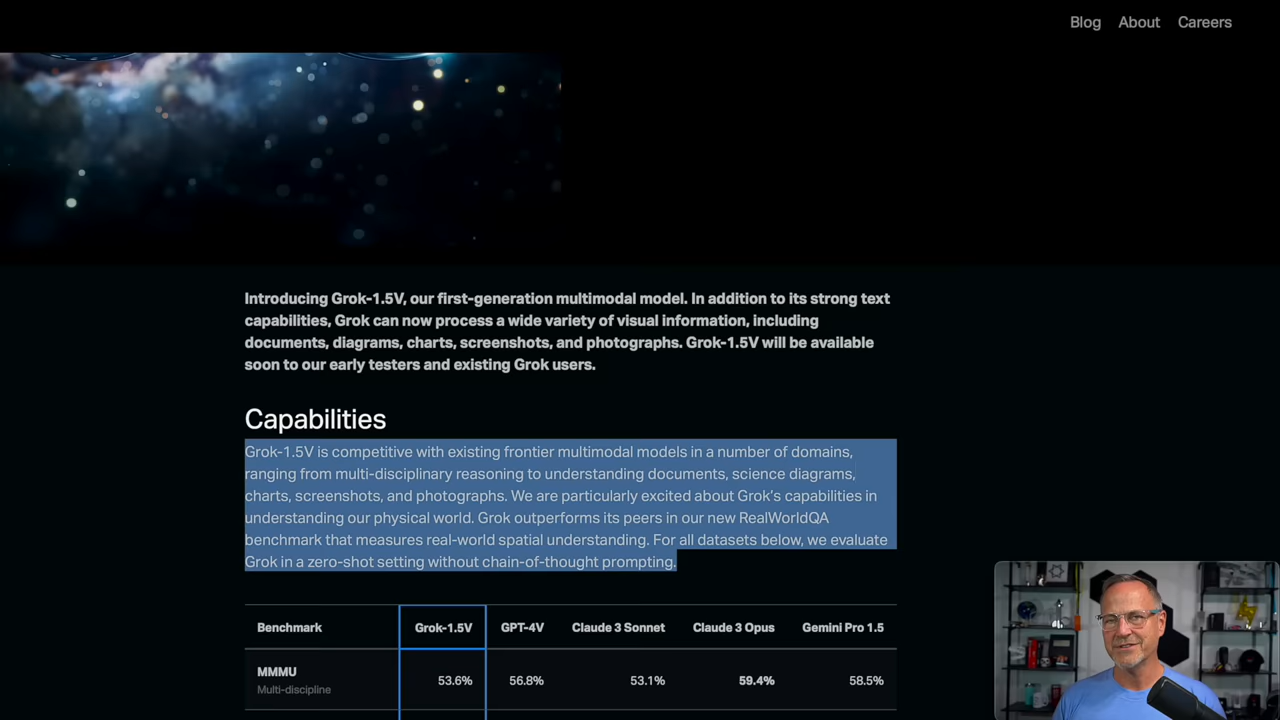 Blog About Careers
Introducing Grok-1.5V, our first-generation multimodal model. In addition to its strong text
capabilities, Grok can now process a wide variety of visual information, including
documents, diagrams, charts, screenshots, and photographs. Grok-1.5V will be available
soon to our early testers and existing Grok users.
Capabilities
Grok-1.5V is competitive with existing frontier multimodal models in a number of domains,
ranging from multi-disciplinary reasoning to understanding documents, science diagrams,
charts, screenshots, and photographs. We are particularly excited about Grok's capabilities in
understanding our physical world. Grok outperforms its peers in our new RealWorldQA
benchmark that measures real-world spatial understanding. For all datasets below, we evaluate
Grok in a zero-shot setting without chain-of-thought prompting.
Benchmark Grok-1.5V GPT-4V Claude 3 Sonnet Claude 3 Opus Gemini Pro 1.5
MMMU
Multi-discipline 53.6% 56.8% 53.1% 59.4% 58.5%